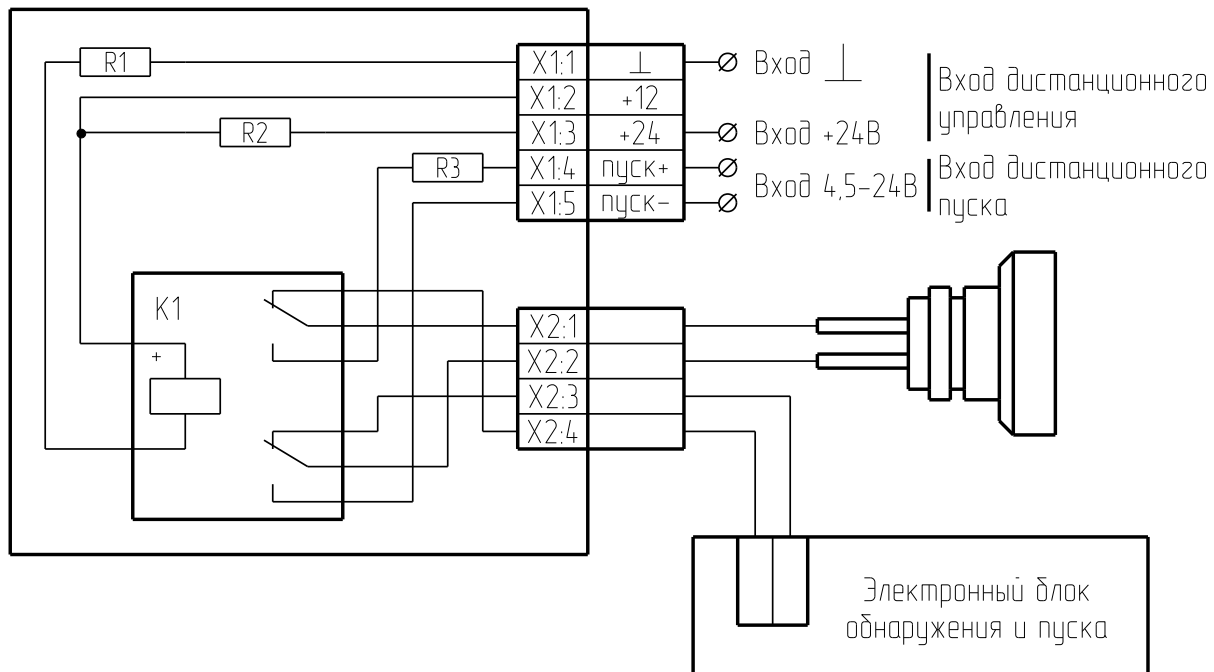 R1
X1:1 ⊥
Вход ⊥
Вход дистанционного
управления
X1:2 +12
R2
X1:3 +24
Вход +24В
R3
X1:4 пуск+
Вход 4,5-24В
Вход дистанционного
пуска
X1:5 пуск-
К1
+
X2:1
X2:2
X2:3
X2:4
Электронный блок
обнаружения и пуска